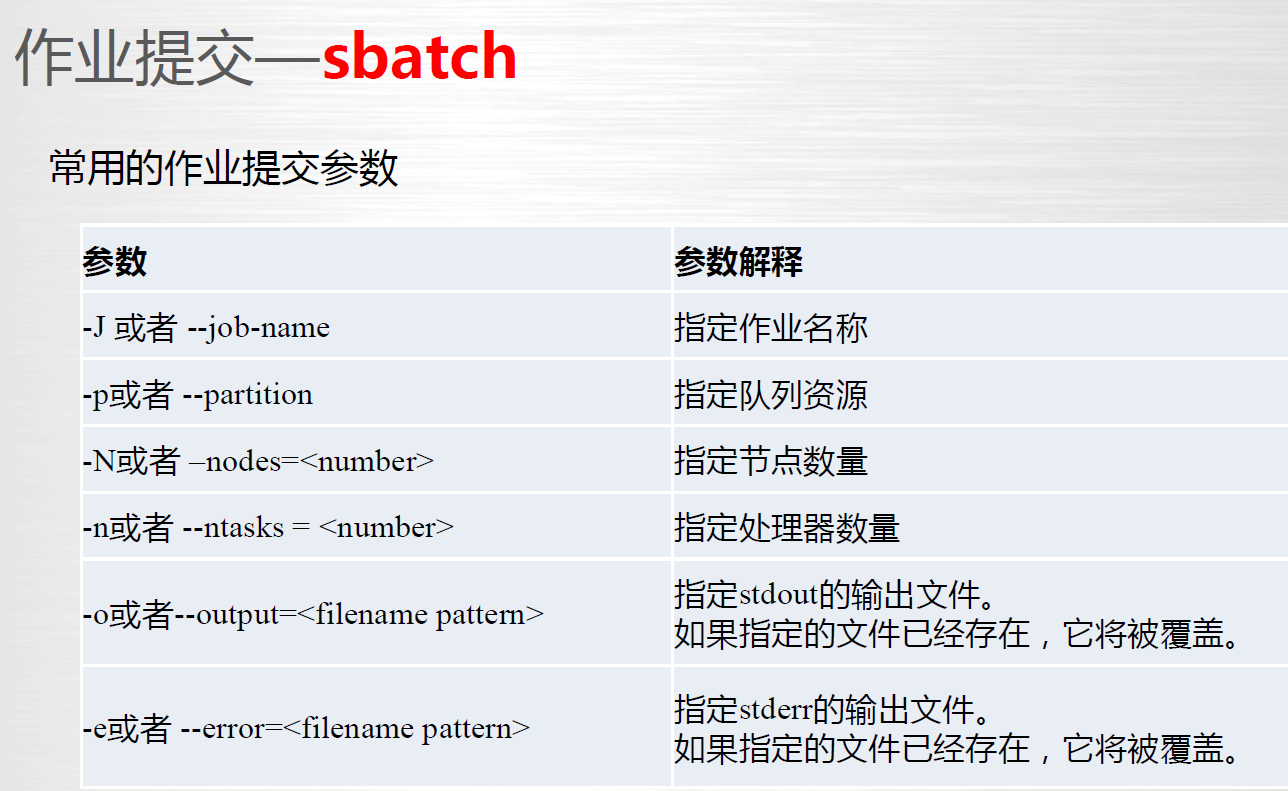 作业提交—sbatch
常用的作业提交参数
参数 参数解释
-J 或者 --job-name 指定作业名称
-p或者 --partition 指定队列资源
-N或者 –nodes=<number> 指定节点数量
-n或者 --ntasks = <number> 指定处理器数量
-o或者--output=<filename pattern> 指定stdout的输出文件。
如果指定的文件已经存在，它将被覆盖。
-e或者 --error=<filename pattern> 指定stderr的输出文件。
如果指定的文件已经存在，它将被覆盖。